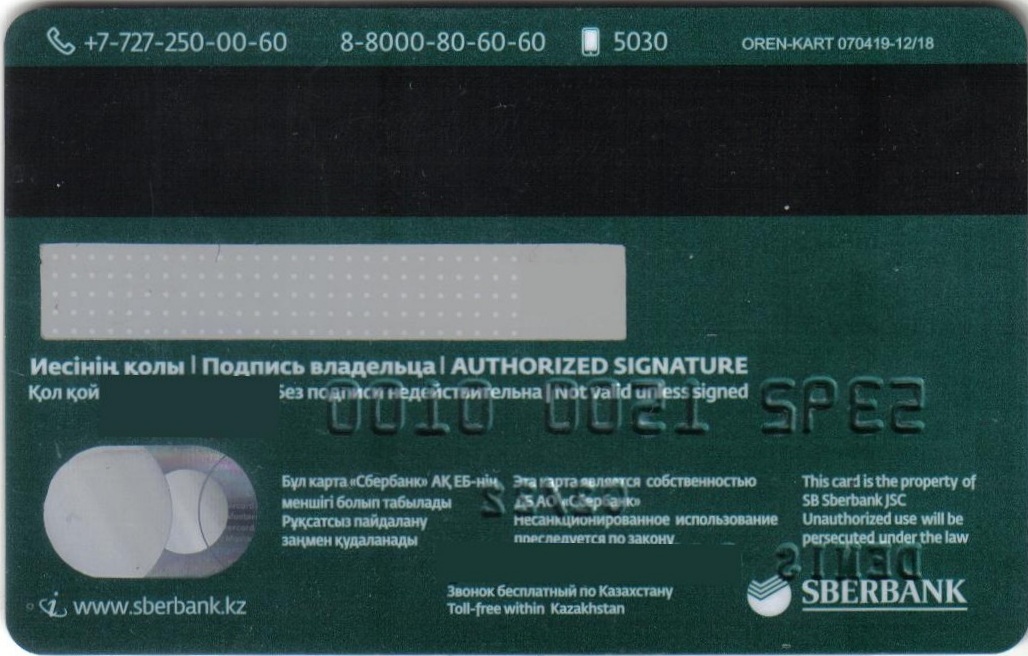 +7-727-250-00-60 8-8000-80-60-60 5030 OREN-KART 070419-12/18
Иесінің қолы | Подпись владельца | AUTHORIZED SIGNATURE
Қол қой Без подписи недействительна | Not valid unless signed
Бұл карта «Сбербанк» АҚ ЕБ-нің
меншігі болып табылады
Рұқсатсыз пайдалану
заңмен қудаланады
Эта карта является собственностью
ДБ АО «Сбербанк»
Несанкционированное использование
преследуется по закону
This card is the property of
SB Sberbank JSC
Unauthorized use will be
persecuted under the law
Звонок бесплатный по Казахстану
Toll-free within Kazakhstan
www.sberbank.kz
SBERBANK